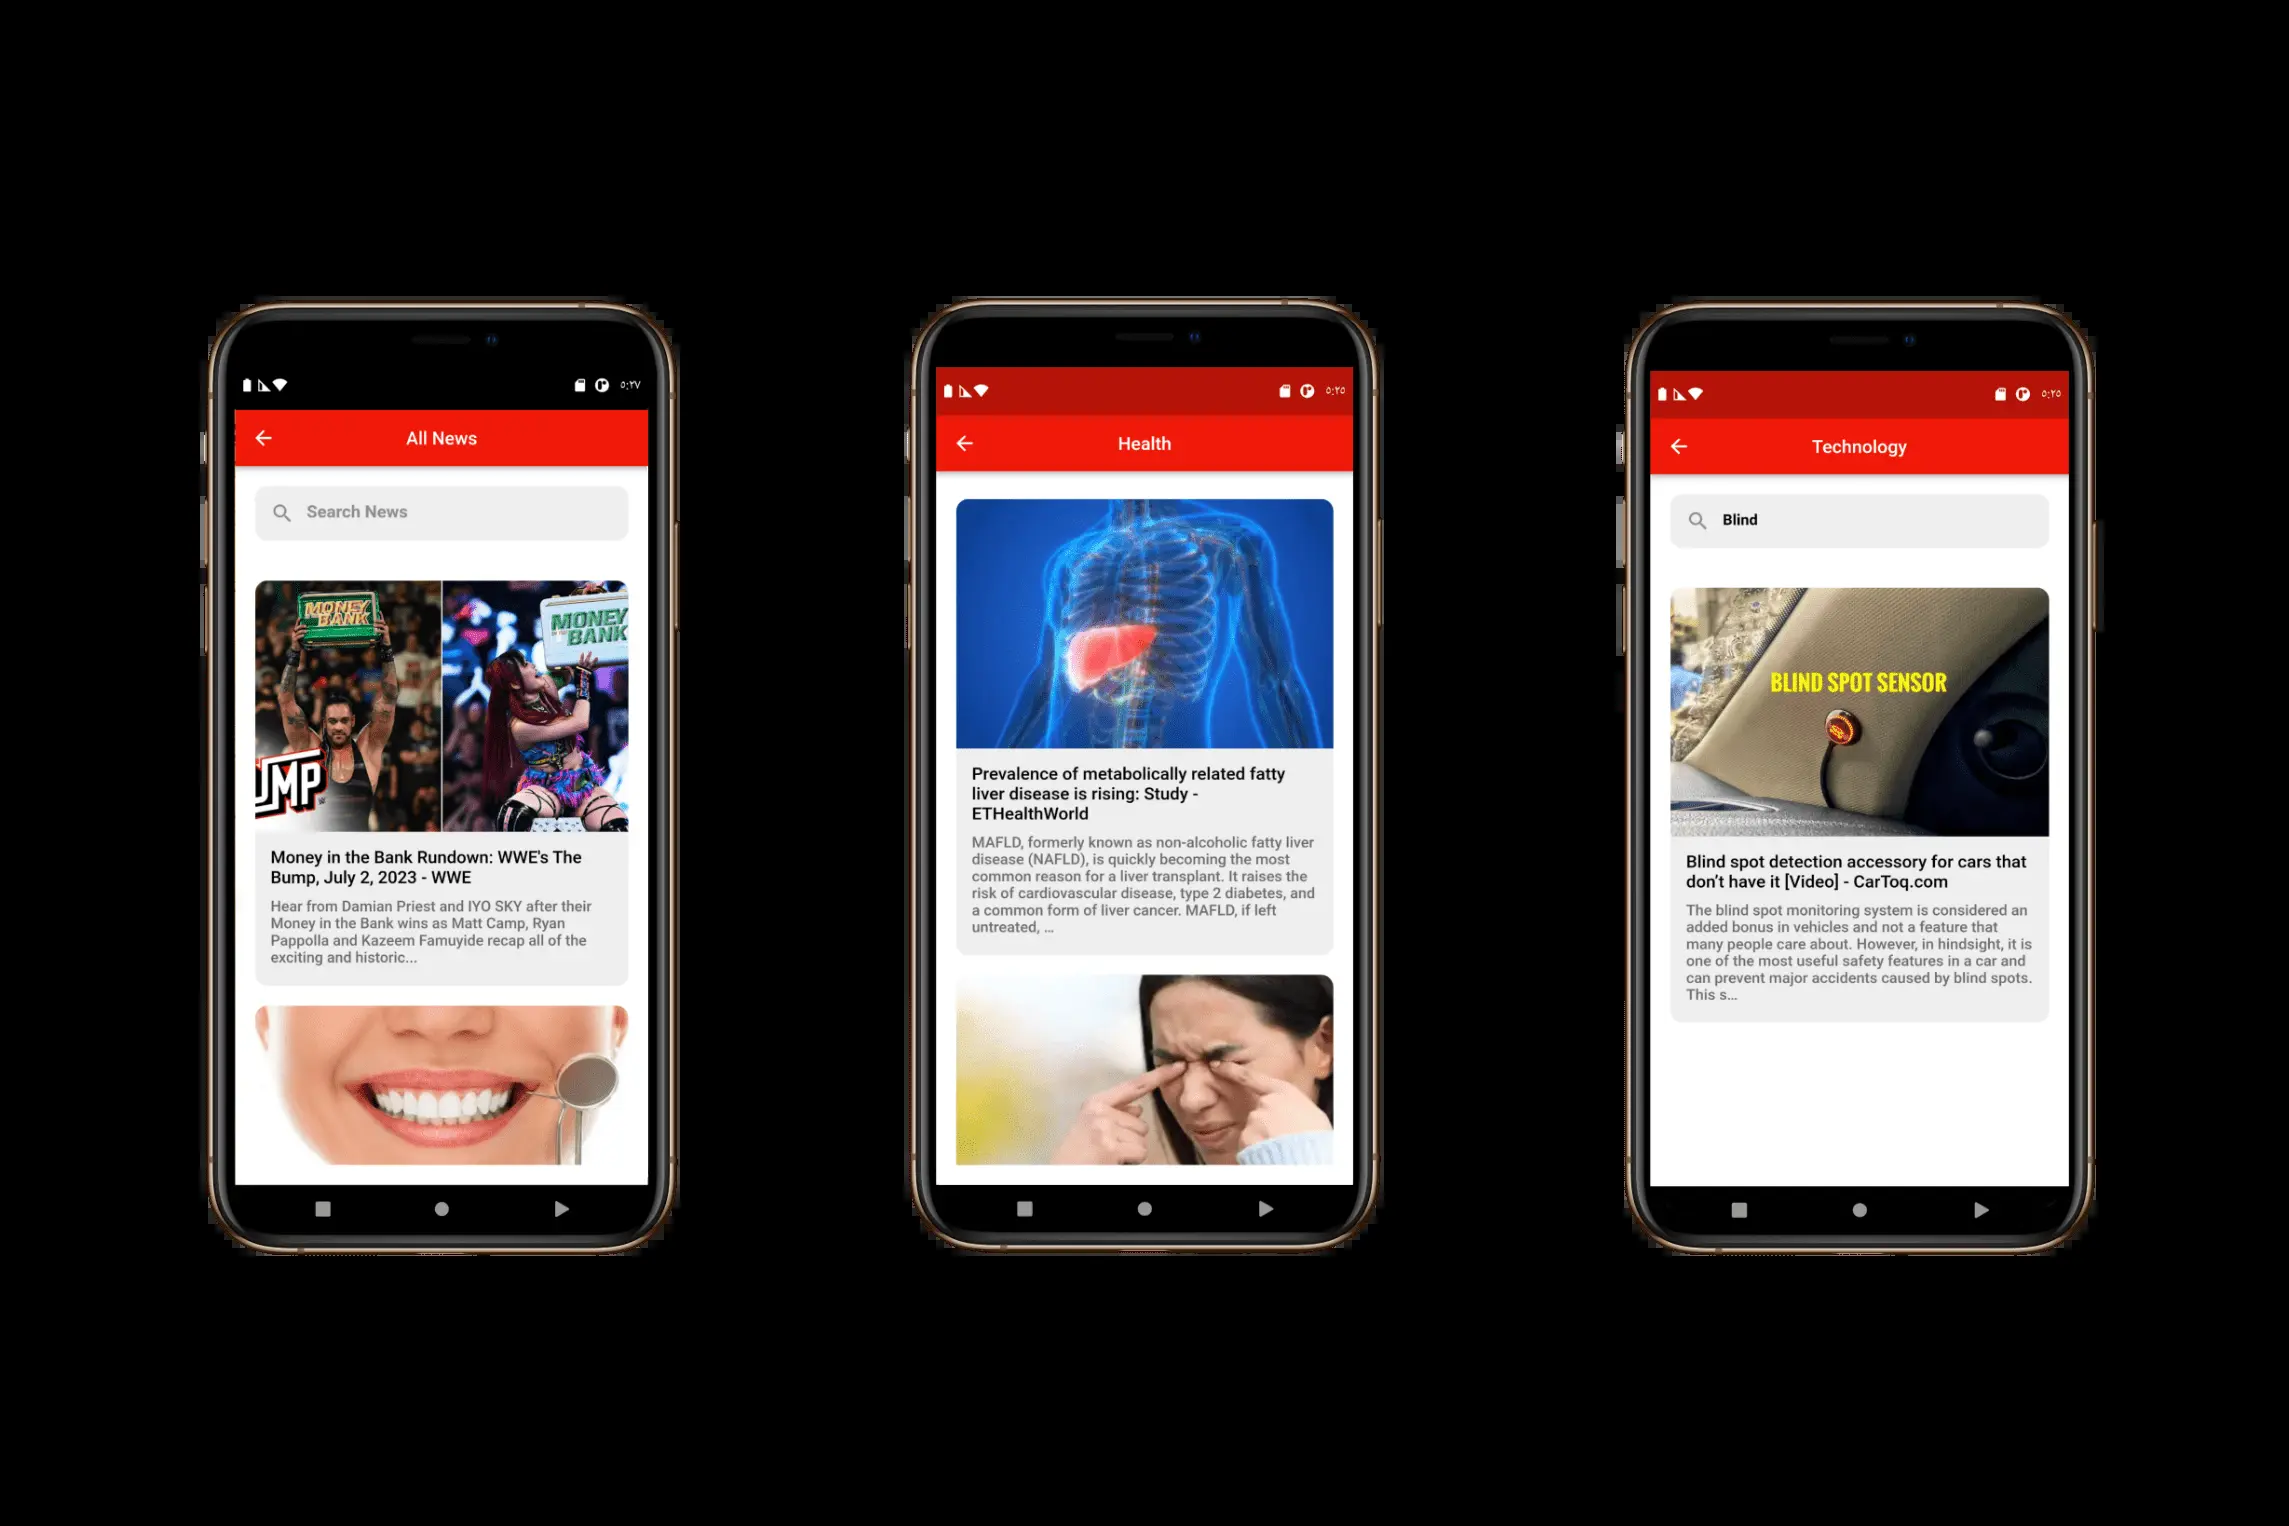 ٥:٢٧
All News
Search News
MONEY
BANK
MONEY
BANK
UMP
Money in the Bank Rundown: WWE's The
Bump, July 2, 2023 - WWE
Hear from Damian Priest and IYO SKY after their
Money in the Bank wins as Matt Camp, Ryan
Pappolla and Kazeem Famuyide recap all of the
exciting and historic...
٥:٢٥
Health
Prevalence of metabolically related fatty
liver disease is rising: Study -
ETHealthWorld
MAFLD, formerly known as non-alcoholic fatty liver
disease (NAFLD), is quickly becoming the most
common reason for a liver transplant. It raises the
risk of cardiovascular disease, type 2 diabetes, and
a common form of liver cancer. MAFLD, if left
untreated, …
٥:٢٥
Technology
Blind
BLIND SPOT SENSOR
Blind spot detection accessory for cars that
don’t have it [Video] - CarToq.com
The blind spot monitoring system is considered an
added bonus in vehicles and not a feature that
many people care about. However, in hindsight, it is
one of the most useful safety features in a car and
can prevent major accidents caused by blind spots.
This s…